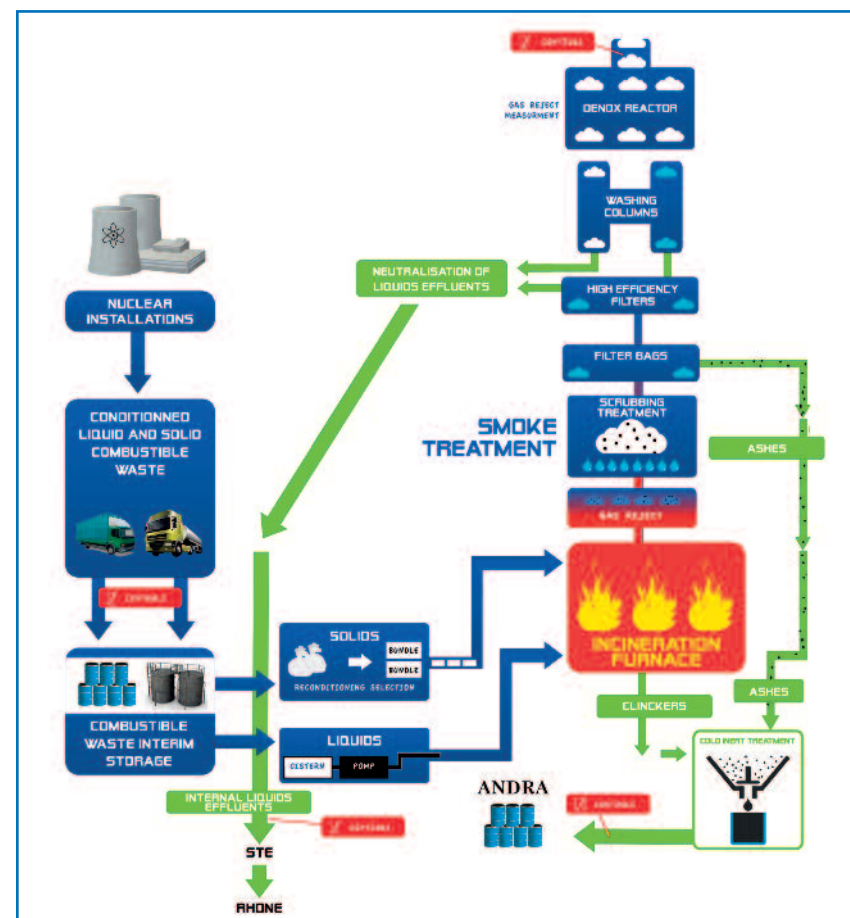 GAS REJECT
MEASURMENT
DENOX REACTOR
WASHING
COLUMNS
NEUTRALISATION OF
LIQUIDS EFFLUENTS
HIGH EFFICIENCY
FILTERS
NUCLEAR
INSTALLATIONS
FILTER BAGS
SCRUBBING
TREATMENT
SMOKE
TREATMENT
CONDITIONNED
LIQUID AND SOLID
COMBUSTIBLE
WASTE
ASHES
GAS REJECT
SOLIDS
BUNDLE
BUNDLE
RECONDITIONING SELECTION
INCINERATION
FURNACE
ASHES
CLINCKERS
COMBUSTIBLE
WASTE INTERIM
STORAGE
LIQUIDS
CISTERN
POMP
COLD INERT TREATMENT
INTERNAL LIQUIDS
EFFLUENTS
ANDRA
STE
RHONE